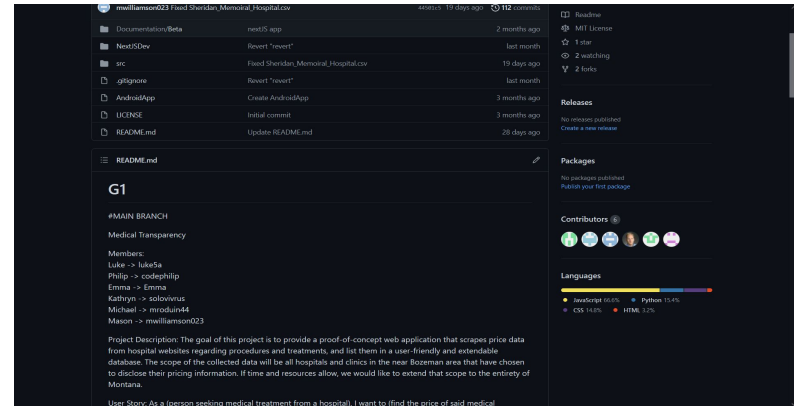 mwilliamson023 Fixed Sheridan_Memoiral_Hospital.csv 44501c5 19 days ago 112 commits
Documentation/Beta nextJS app 2 months ago
NextJSDev Revert "revert" last month
src Fixed Sheridan_Memoiral_Hospital.csv 19 days ago
.gitignore Revert "revert" last month
AndroidApp Create AndroidApp 3 months ago
LICENSE Initial commit 3 months ago
README.md Update README.md 28 days ago
README.md
G1
#MAIN BRANCH
Medical Transparency
Members:
Luke -> luke5a
Philip -> codephilip
Emma -> Emma
Kathryn -> solovivrus
Michael -> mroduin44
Mason -> mwilliamson023
Project Description: The goal of this project is to provide a proof-of-concept web application that scrapes price data
from hospital websites regarding procedures and treatments, and list them in a user-friendly and extendable
database. The scope of the collected data will be all hospitals and clinics in the near Bozeman area that have chosen
to disclose their pricing information. If time and resources allow, we would like to extend that scope to the entirety of
Montana.
User Story: As a (person seeking medical treatment from a hospital), I want to (find the price of said medical
Readme
MIT License
1 star
2 watching
2 forks
Releases
No releases published
Create a new release
Packages
No packages published
Publish your first package
Contributors 6
Languages
JavaScript 66.6% Python 15.4%
CSS 14.8% HTML 3.2%